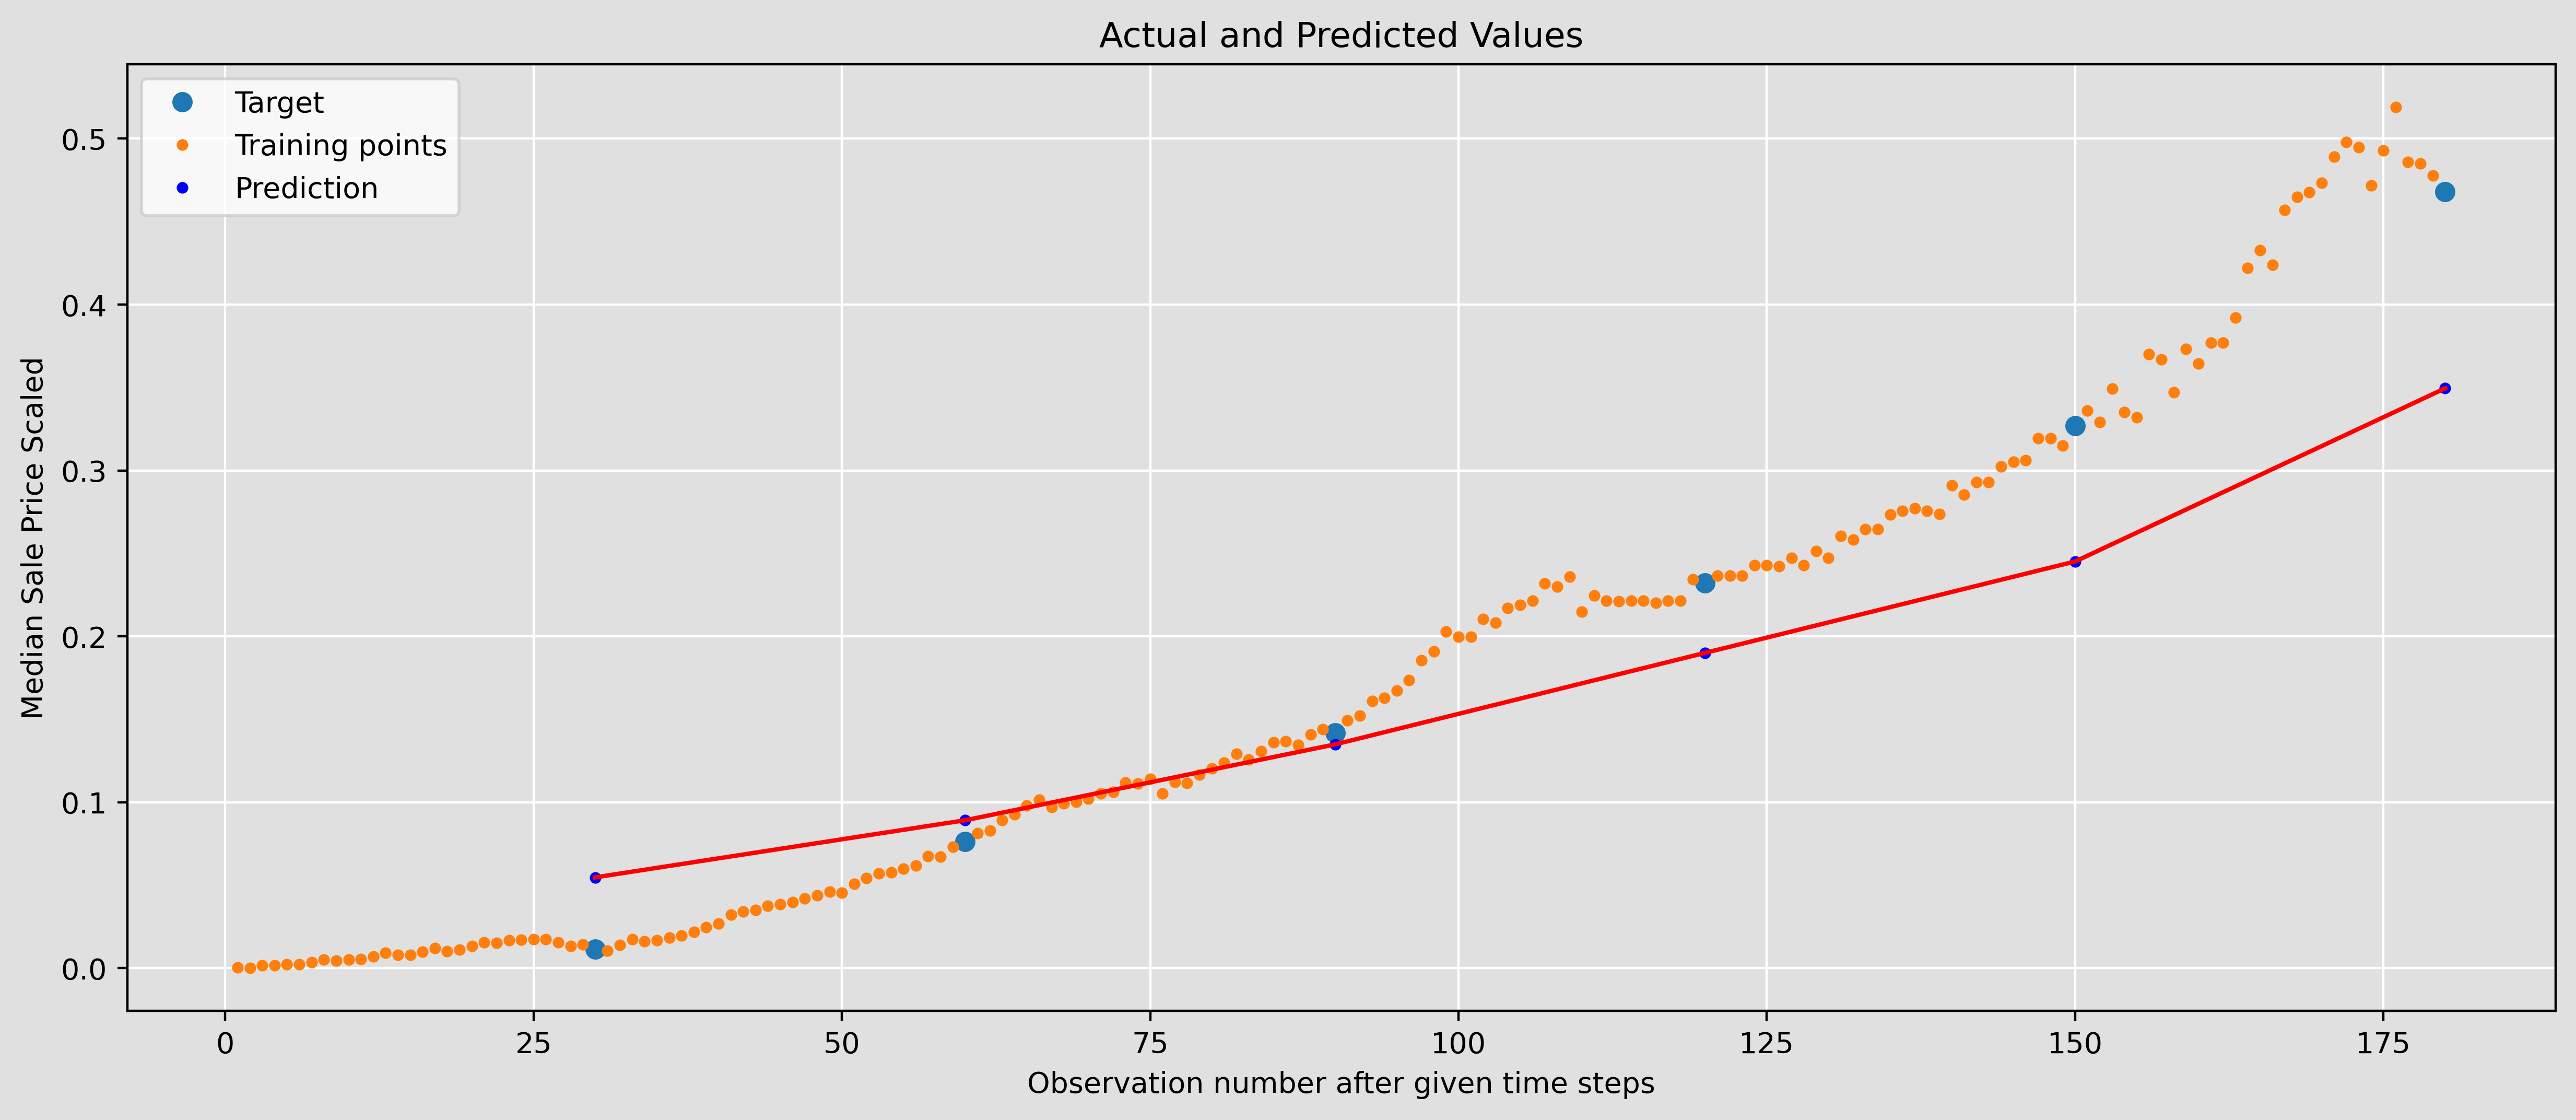 Actual and Predicted Values
Target
Training points
Prediction
0.5
0.4
0.3
0.2
0.1
0.0
Median Sale Price Scaled
0 25 50 75 100 125 150 175
Observation number after given time steps